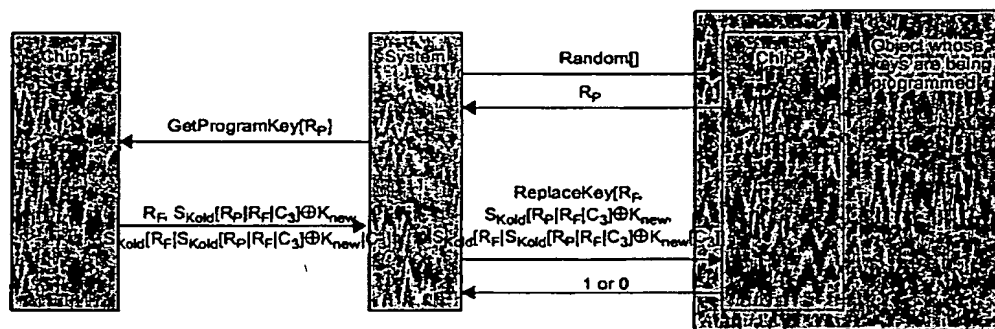 ChipF
System
ChipP
Object whose
keys are being
programmed
Random[]
RP
GetProgramKey[RP]
RF, SKold[RP|RF|C3]⊕Knew,
SKold[RF|SKold[RP|RF|C3]⊕Knew|C3]
ReplaceKey[RF,
SKold[RP|RF|C3]⊕Knew,
SKold[RF|SKold[RP|RF|C3]⊕Knew|C3]]
1 or 0